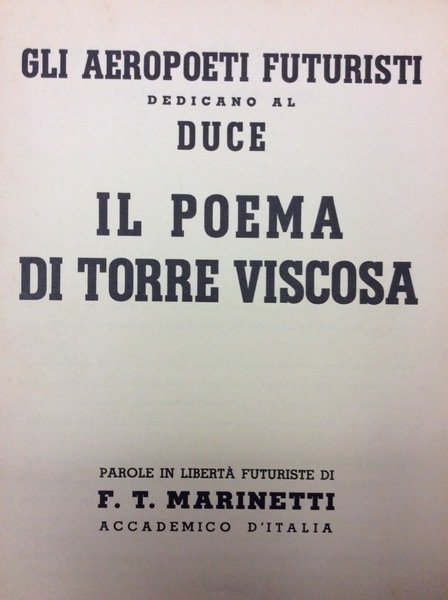 GLI AEROPOETI FUTURISTI
DEDICANO AL
DUCE
IL POEMA
DI TORRE VISCOSA
PAROLE IN LIBERTÀ FUTURISTE DI
F. T. MARINETTI
ACCADEMICO D'ITALIA